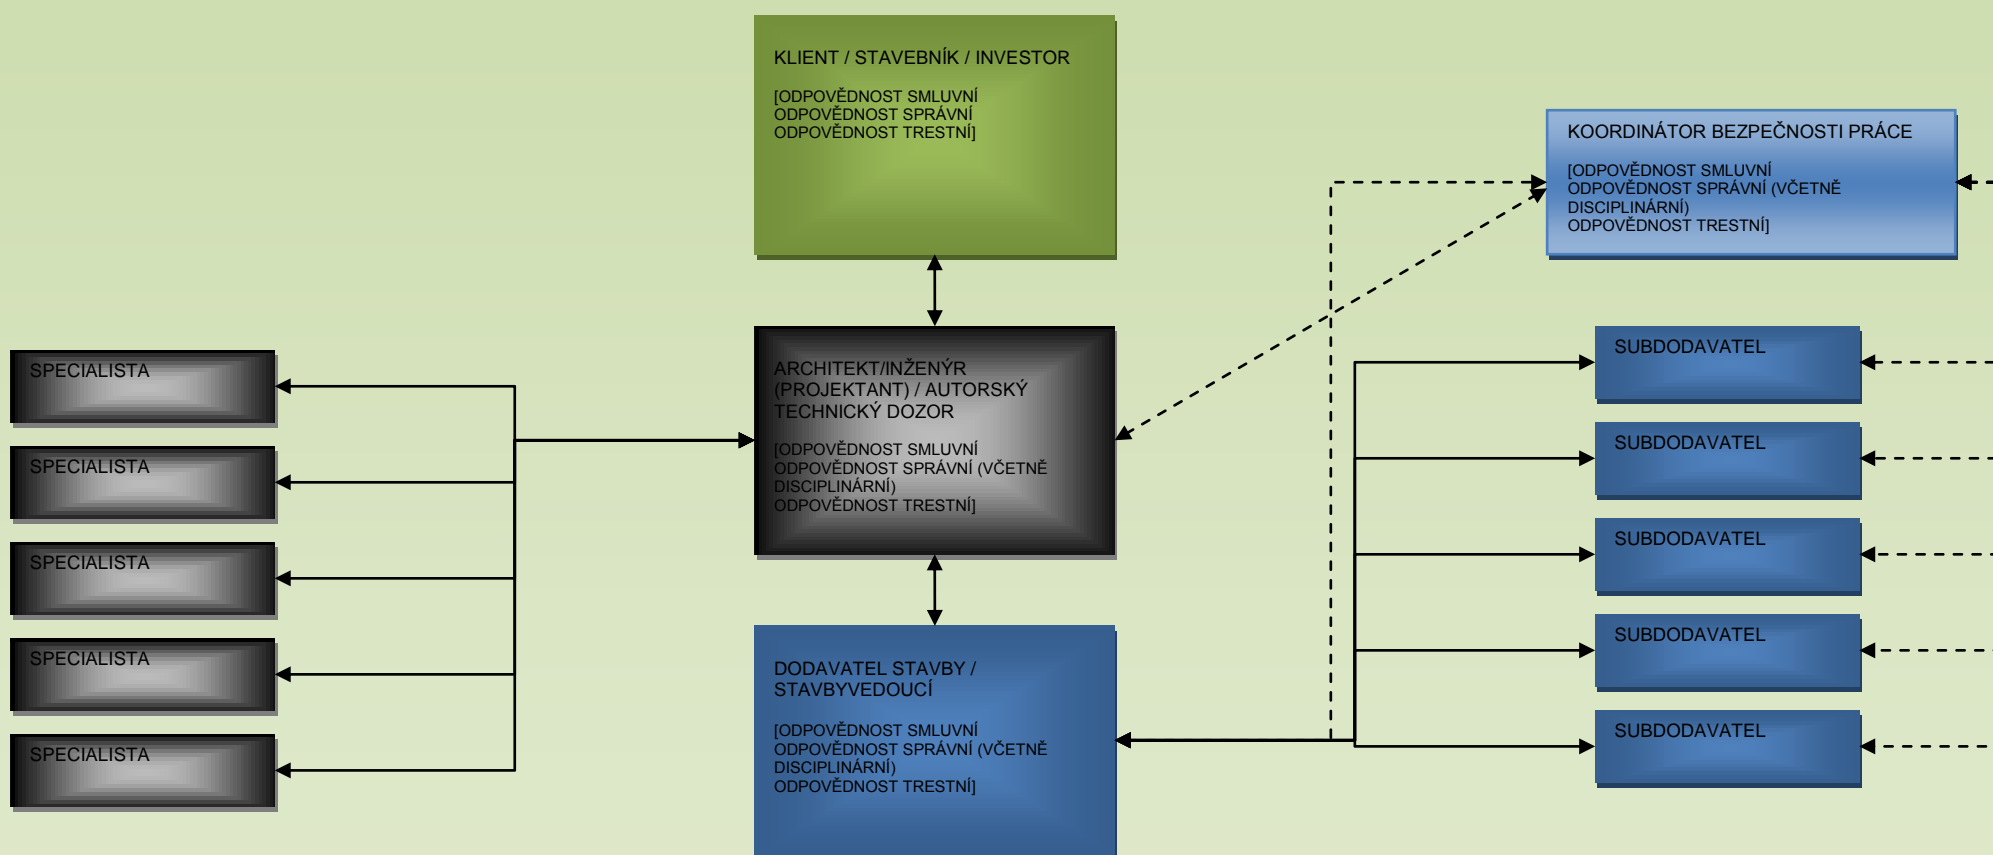 KLIENT / STAVEBNÍK / INVESTOR
[ODPOVĚDNOST SMLUVNÍ
ODPOVĚDNOST SPRÁVNÍ
ODPOVĚDNOST TRESTNÍ]
KOORDINÁTOR BEZPEČNOSTI PRÁCE
[ODPOVĚDNOST SMLUVNÍ
ODPOVĚDNOST SPRÁVNÍ (VČETNĚ
DISCIPLINÁRNÍ)
ODPOVĚDNOST TRESTNÍ]
ARCHITEKT/INŽENÝR
(PROJEKTANT) / AUTORSKÝ
TECHNICKÝ DOZOR
[ODPOVĚDNOST SMLUVNÍ
ODPOVĚDNOST SPRÁVNÍ (VČETNĚ
DISCIPLINÁRNÍ)
ODPOVĚDNOST TRESTNÍ]
SPECIALISTA
SPECIALISTA
SPECIALISTA
SPECIALISTA
SPECIALISTA
SUBDODAVATEL
SUBDODAVATEL
SUBDODAVATEL
SUBDODAVATEL
SUBDODAVATEL
DODAVATEL STAVBY /
STAVBYVEDOUCÍ
[ODPOVĚDNOST SMLUVNÍ
ODPOVĚDNOST SPRÁVNÍ (VČETNĚ
DISCIPLINÁRNÍ)
ODPOVĚDNOST TRESTNÍ]